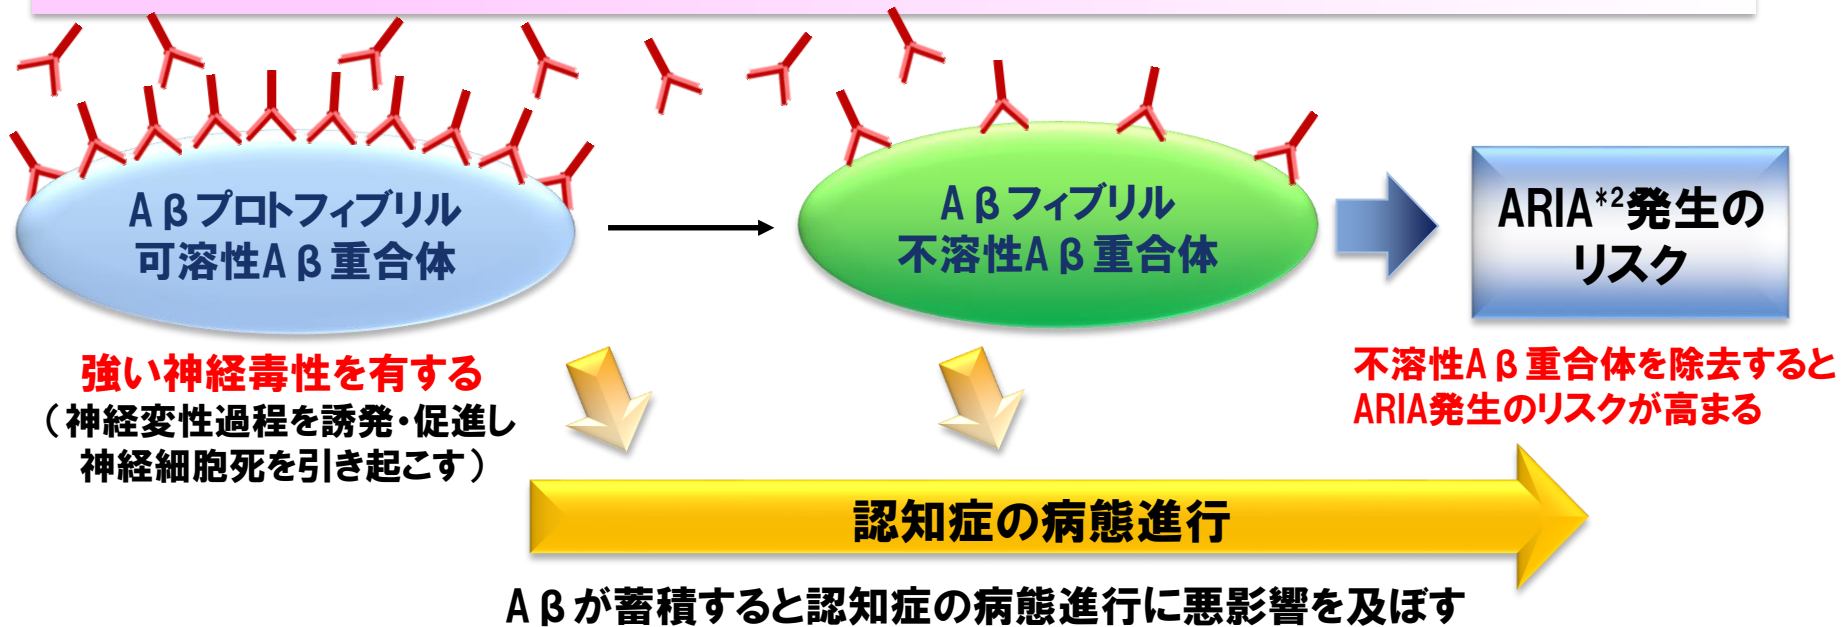 Aβプロトフィブリル
可溶性Aβ重合体
Aβフィブリル
不溶性Aβ重合体
ARIA*2発生の
リスク
強い神経毒性を有する
（神経変性過程を誘発・促進し
神経細胞死を引き起こす）
不溶性Aβ重合体を除去すると
ARIA発生のリスクが高まる
認知症の病態進行
Aβが蓄積すると認知症の病態進行に悪影響を及ぼす